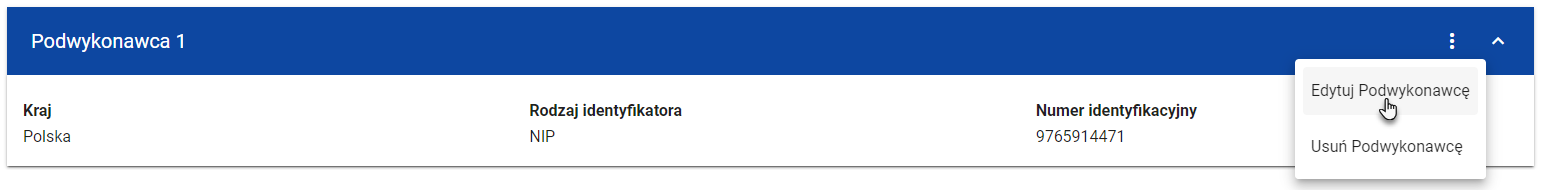 Podwykonawca 1
Edytuj Podwykonawcę
Usuń Podwykonawcę
Kraj
Polska
Rodzaj identyfikatora
NIP
Numer identyfikacyjny
9765914471